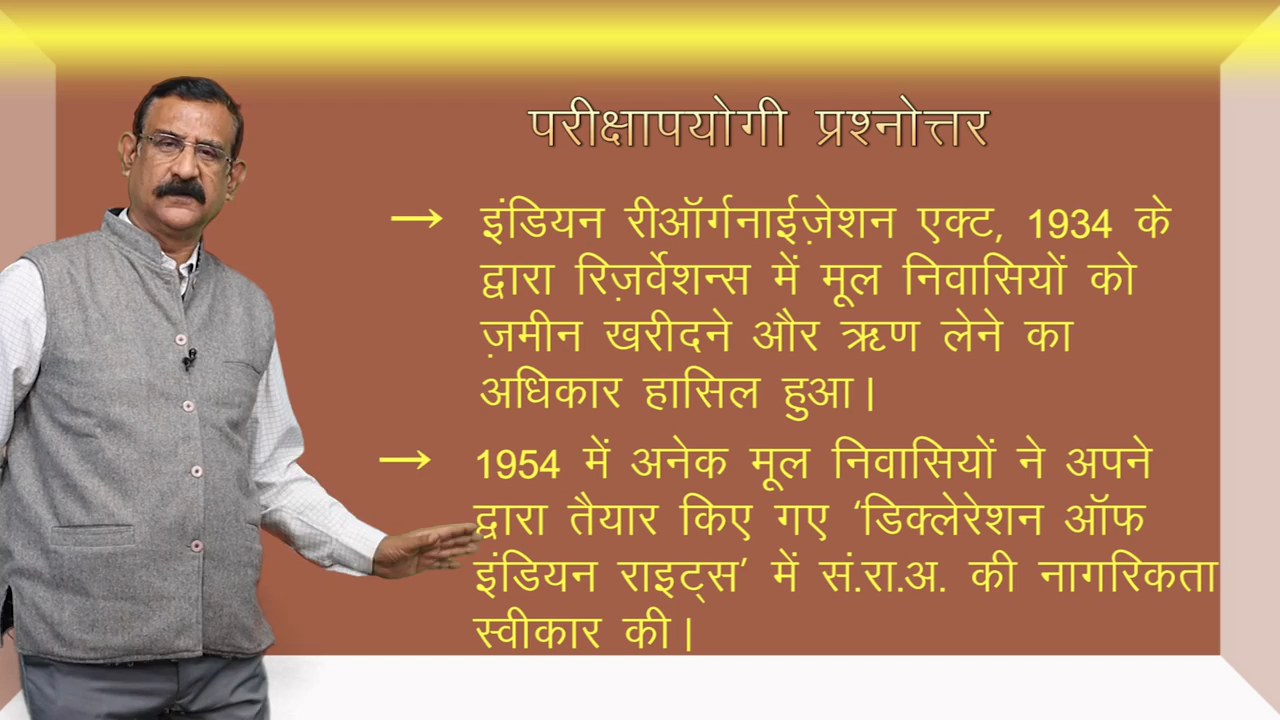 परीक्षापयोगी प्रश्नोत्तर
→ इंडियन रीऑर्गनाईज़ेशन एक्ट, 1934 के
द्वारा रिज़र्वेशन्स में मूल निवासियों को
ज़मीन खरीदने और ऋण लेने का
अधिकार हासिल हुआ।
→ 1954 में अनेक मूल निवासियों ने अपने
द्वारा तैयार किए गए ‘डिक्लेरेशन ऑफ
इंडियन राइट्स’ में सं.रा.अ. की नागरिकता
स्वीकार की।